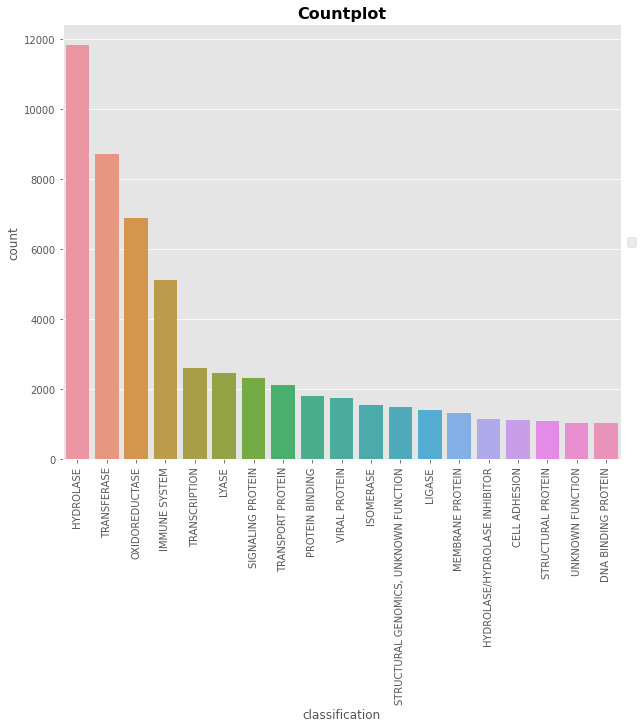 Countplot
12000
10000
8000
6000
4000
2000
0
count
HYDROLASE
TRANSFERASE
OXIDOREDUCTASE
IMMUNE SYSTEM
TRANSCRIPTION
LYASE
SIGNALING PROTEIN
TRANSPORT PROTEIN
PROTEIN BINDING
VIRAL PROTEIN
ISOMERASE
STRUCTURAL GENOMICS, UNKNOWN FUNCTION
LIGASE
MEMBRANE PROTEIN
HYDROLASE/HYDROLASE INHIBITOR
CELL ADHESION
STRUCTURAL PROTEIN
UNKNOWN FUNCTION
DNA BINDING PROTEIN
classification